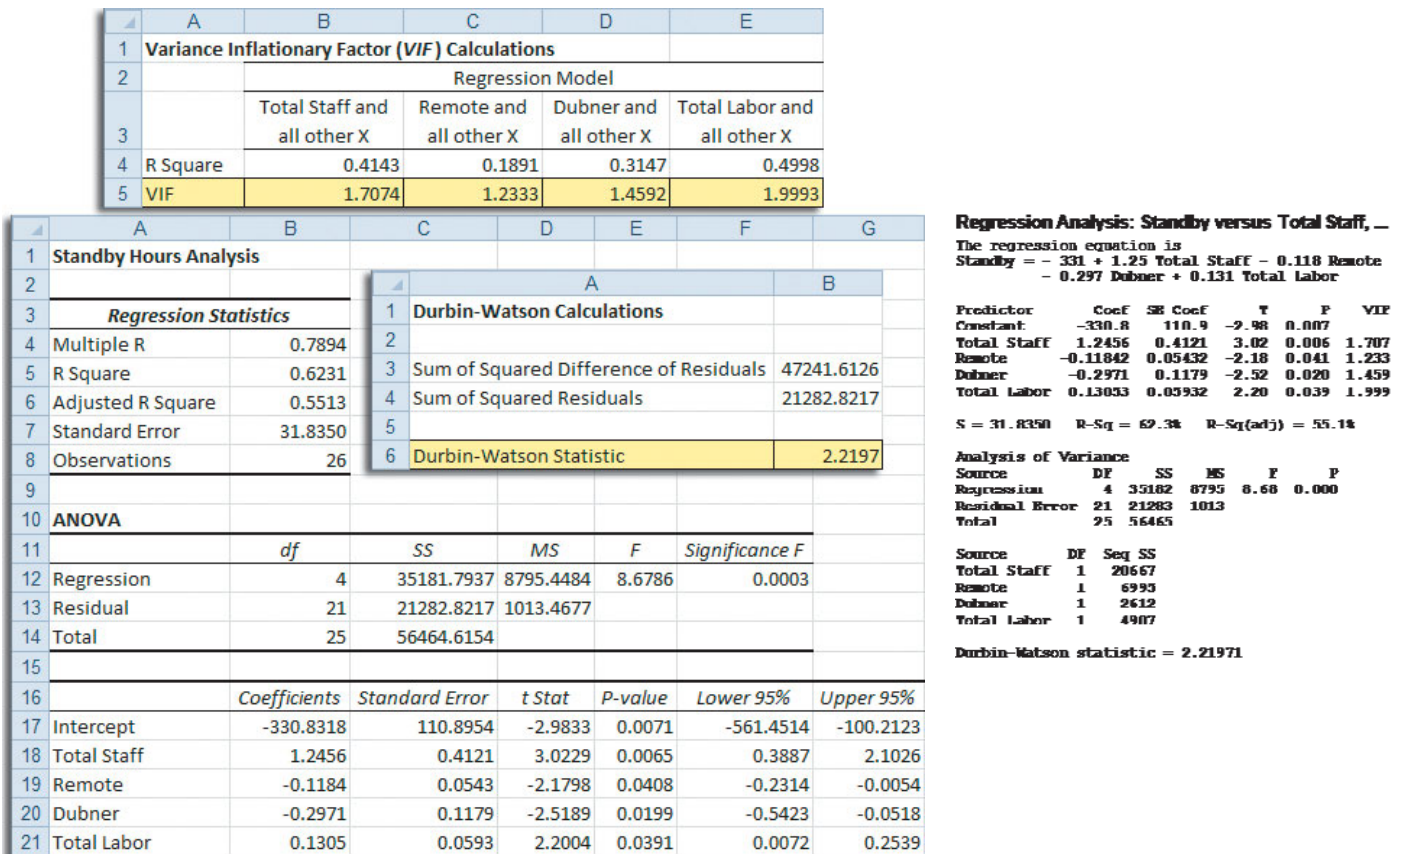 A B C D E
1 Variance Inflationary Factor (VIF) Calculations
2 Regression Model
Total Staff and Remote and Dubner and Total Labor and
3 all other X all other X all other X all other X
4 R Square 0.4143 0.1891 0.3147 0.4998
5 VIF 1.7074 1.2333 1.4592 1.9993
A B C D E F G
1 Standby Hours Analysis
2
3 Regression Statistics
4 Multiple R 0.7894
5 R Square 0.6231
6 Adjusted R Square 0.5513
7 Standard Error 31.8350
8 Observations 26
9
10 ANOVA
11 df SS MS F Significance F
12 Regression 4 35181.7937 8795.4484 8.6786 0.0003
13 Residual 21 21282.8217 1013.4677
14 Total 25 56464.6154
15
16 Coefficients Standard Error t Stat P-value Lower 95% Upper 95%
17 Intercept -330.8318 110.8954 -2.9833 0.0071 -561.4514 -100.2123
18 Total Staff 1.2456 0.4121 3.0229 0.0065 0.3887 2.1026
19 Remote -0.1184 0.0543 -2.1798 0.0408 -0.2314 -0.0054
20 Dubner -0.2971 0.1179 -2.5189 0.0199 -0.5423 -0.0518
21 Total Labor 0.1305 0.0593 2.2004 0.0391 0.0072 0.2539
A B
1 Durbin-Watson Calculations
2
3 Sum of Squared Difference of Residuals 47241.6126
4 Sum of Squared Residuals 21282.8217
5
6 Durbin-Watson Statistic 2.2197
Regression Analysis: Standby versus Total Staff, ...
The regression equation is
Standby = - 331 + 1.25 Total Staff - 0.118 Remote
- 0.297 Dubner + 0.131 Total Labor
Predictor Coef SE Coef T P VIF
Constant -330.8 110.9 -2.98 0.007
Total Staff 1.2456 0.4121 3.02 0.006 1.707
Remote -0.11842 0.05432 -2.18 0.041 1.233
Dubner -0.2971 0.1179 -2.52 0.020 1.459
Total Labor 0.13053 0.05932 2.20 0.039 1.999
S = 31.8350 R-Sq = 62.3% R-Sq(adj) = 55.1%
Analysis of Variance
Source DF SS MS F P
Regression 4 35182 8795 8.68 0.000
Residual Error 21 21283 1013
Total 25 56465
Source DF Seq SS
Total Staff 1 20667
Remote 1 6995
Dubner 1 2612
Total Labor 1 4907
Durbin-Watson statistic = 2.21971